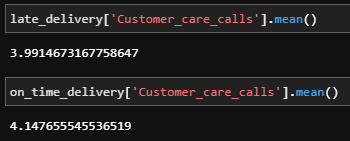 late_delivery['Customer_care_calls'].mean()
3.9914673167758647
on_time_delivery['Customer_care_calls'].mean()
4.147655545536519